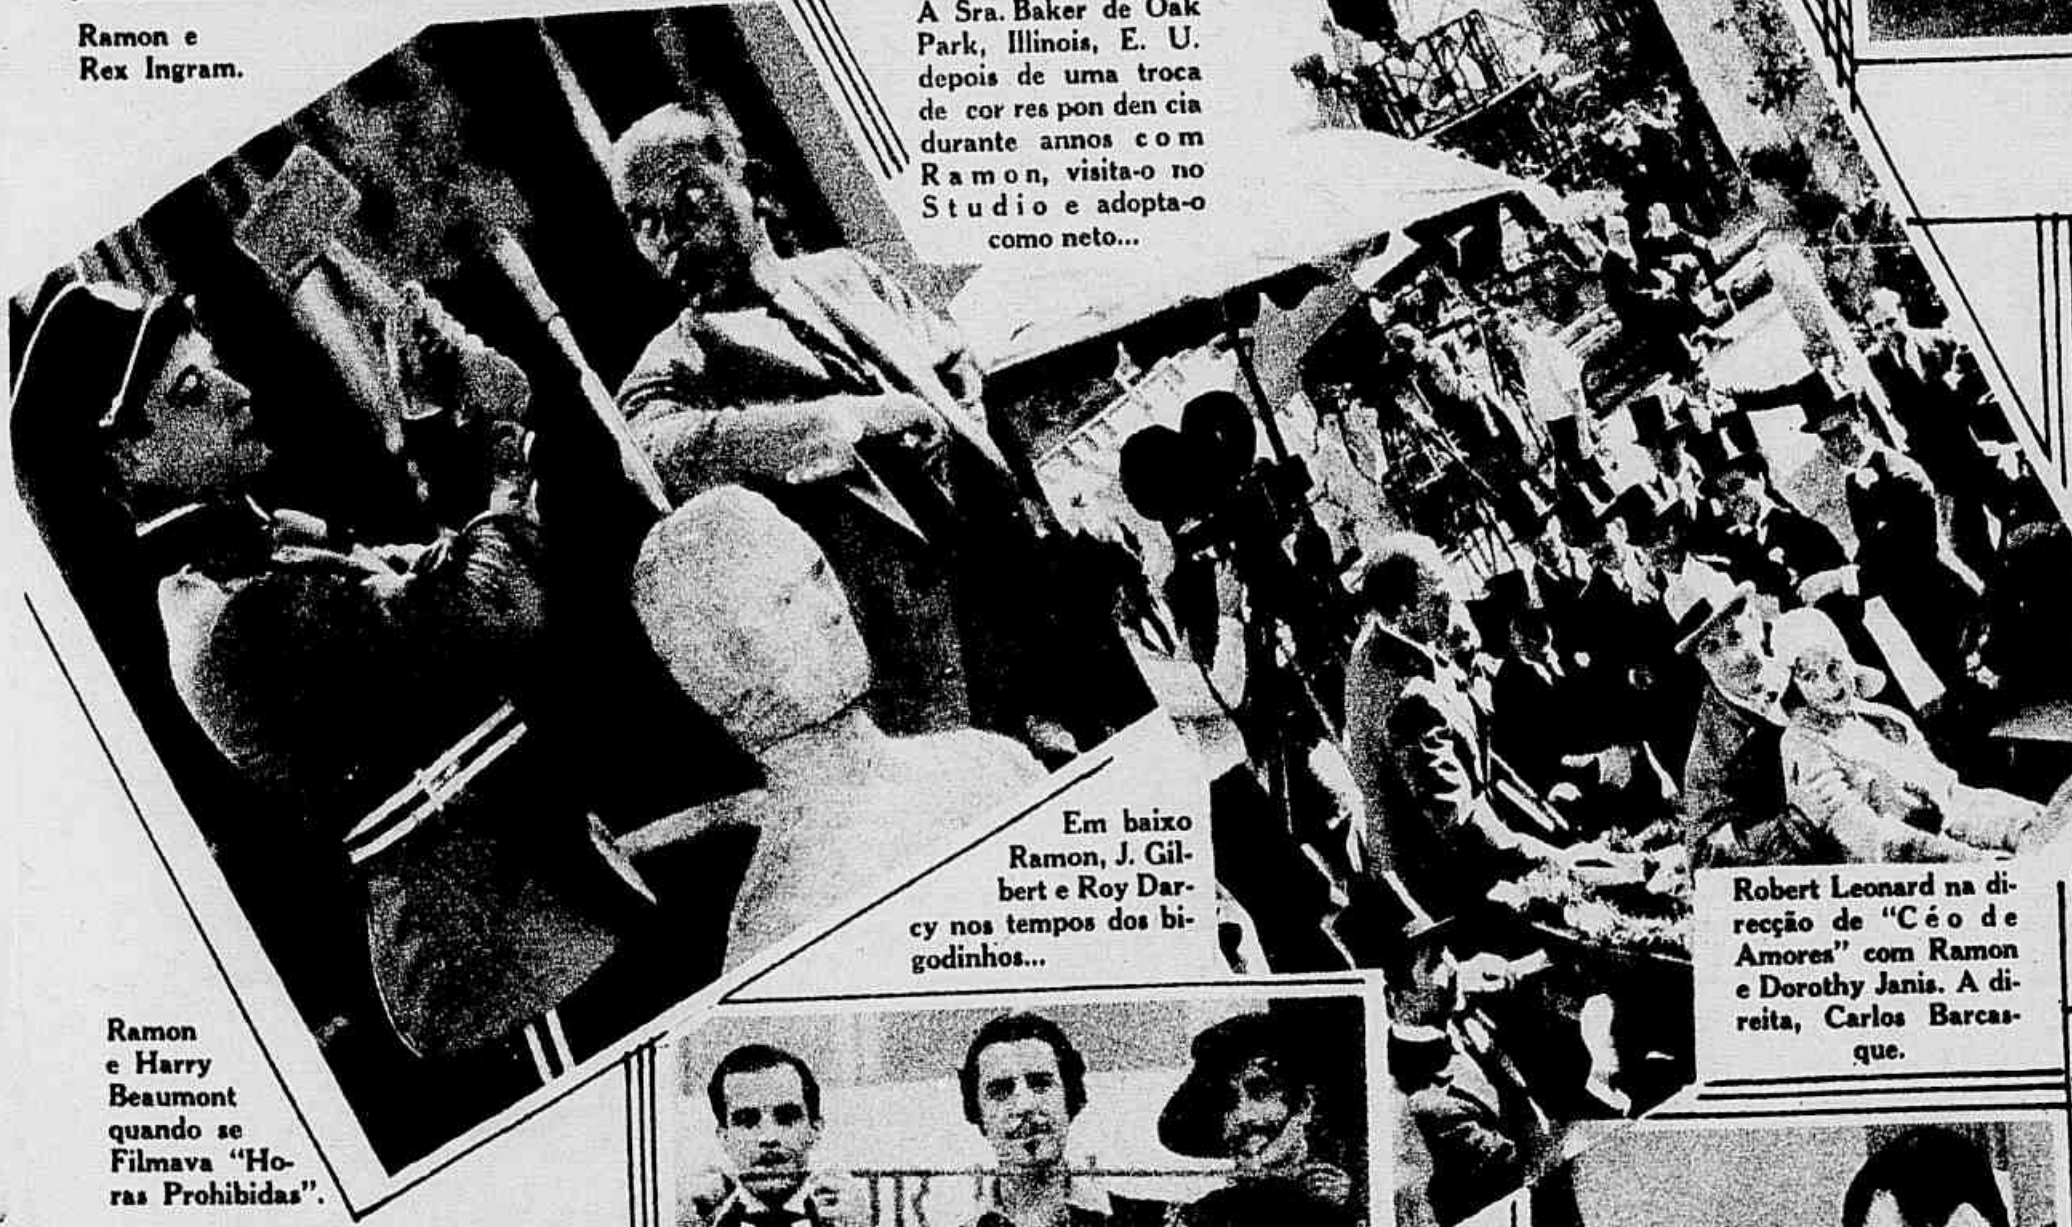 Ramon e
Rex Ingram.
A Sra. Baker de Oak
Park, Illinois, E. U.
depois de uma troca
de cor res pon den cia
durante annos com
Ramon, visita-o no
Studio e adopta-o
como neto...
Em baixo
Ramon, J. Gil-
bert e Roy Dar-
cy nos tempos dos bi-
godinhos...
Robert Leonard na di-
recção de “Céo de
Amores” com Ramon
e Dorothy Janis. A di-
reita, Carlos Barcas-
que.
Ramon
e Harry
Beaumont
quando se
Filmava “Ho-
ras Prohibidas”.